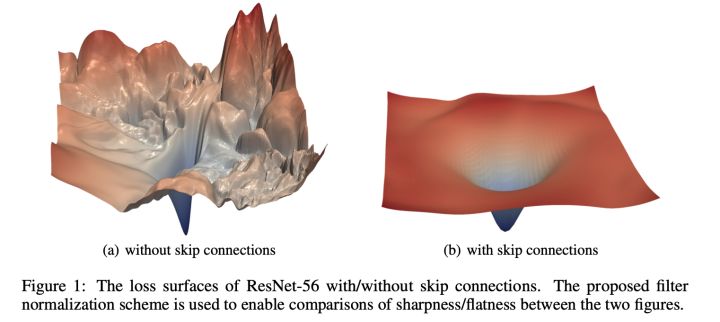 (a) without skip connections
(b) with skip connections
Figure 1: The loss surfaces of ResNet-56 with/without skip connections. The proposed filter
normalization scheme is used to enable comparisons of sharpness/flatness between the two figures.